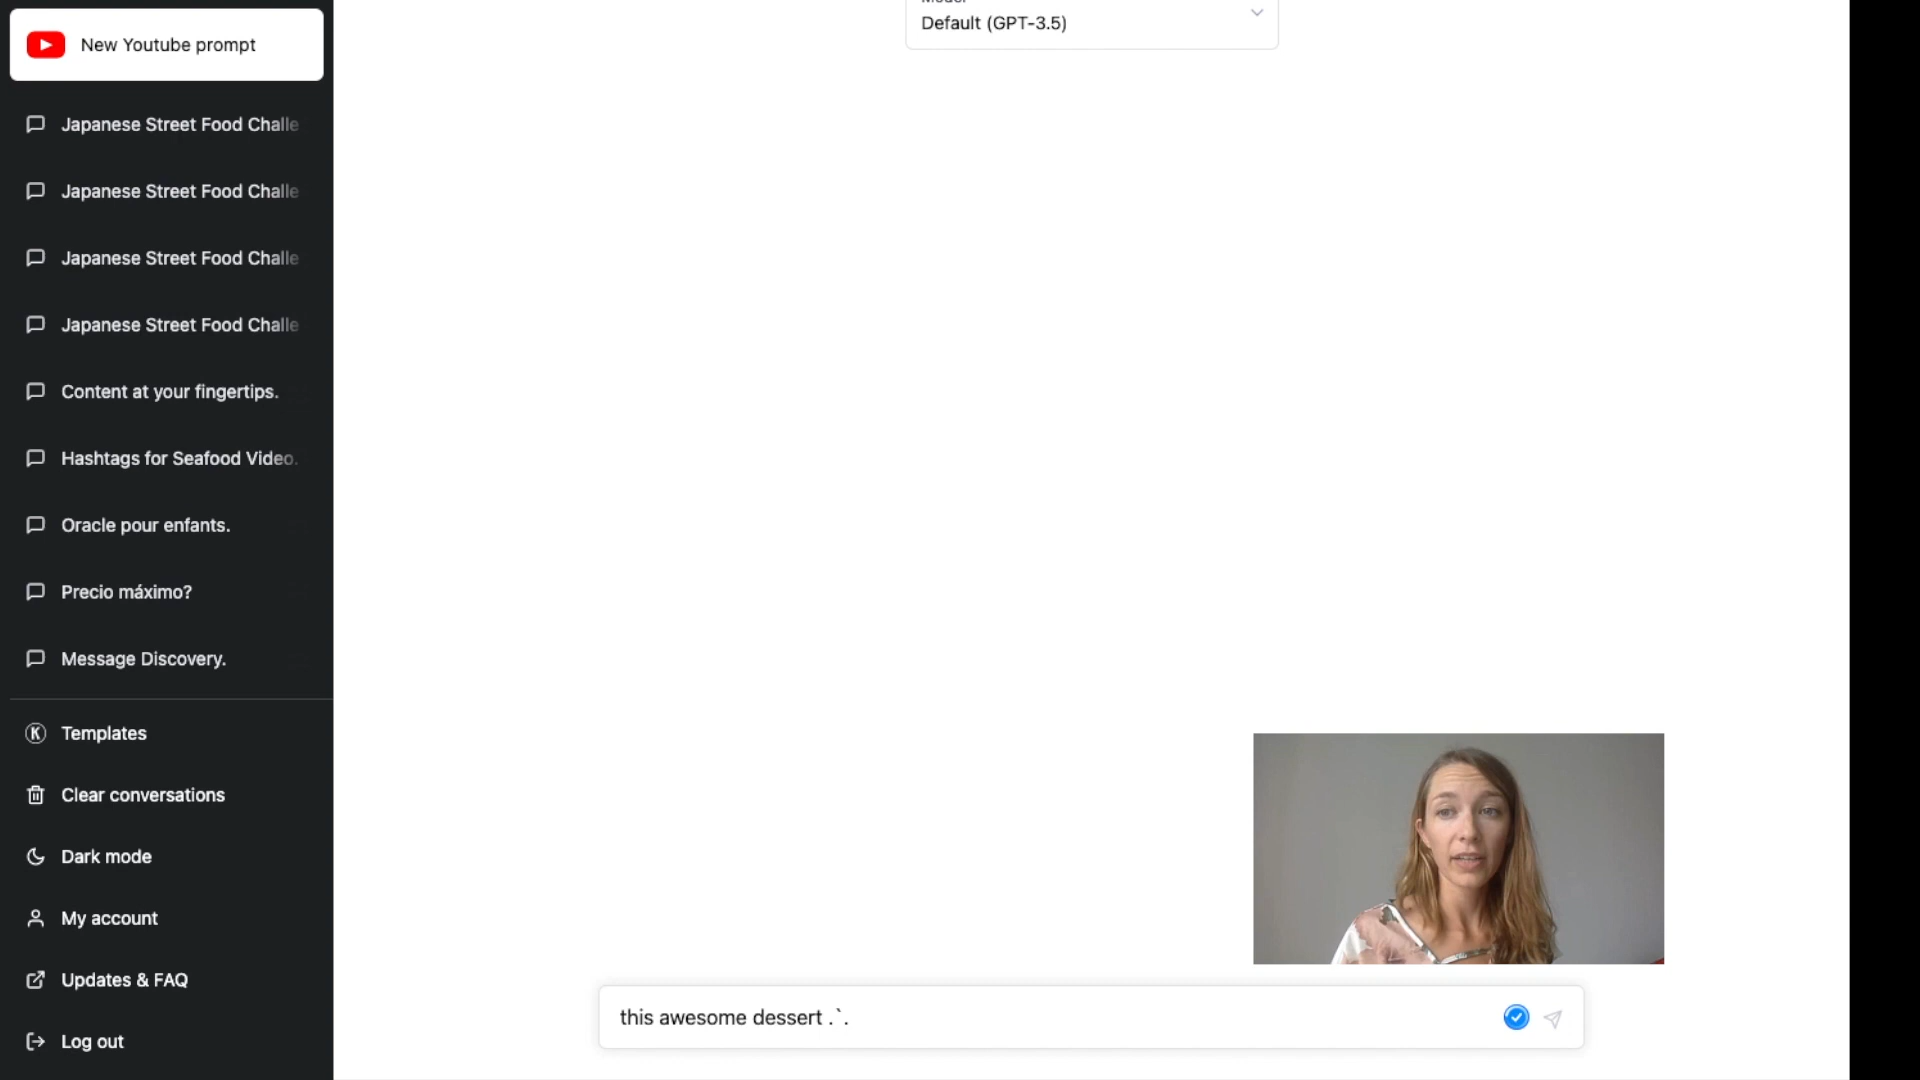 New Youtube prompt
Japanese Street Food Challe
Japanese Street Food Challe
Japanese Street Food Challe
Japanese Street Food Challe
Content at your fingertips.
Hashtags for Seafood Video.
Oracle pour enfants.
Precio máximo?
Message Discovery.
Templates
Clear conversations
Dark mode
My account
Updates & FAQ
Log out
Model
Default (GPT-3.5)
this awesome dessert .`.